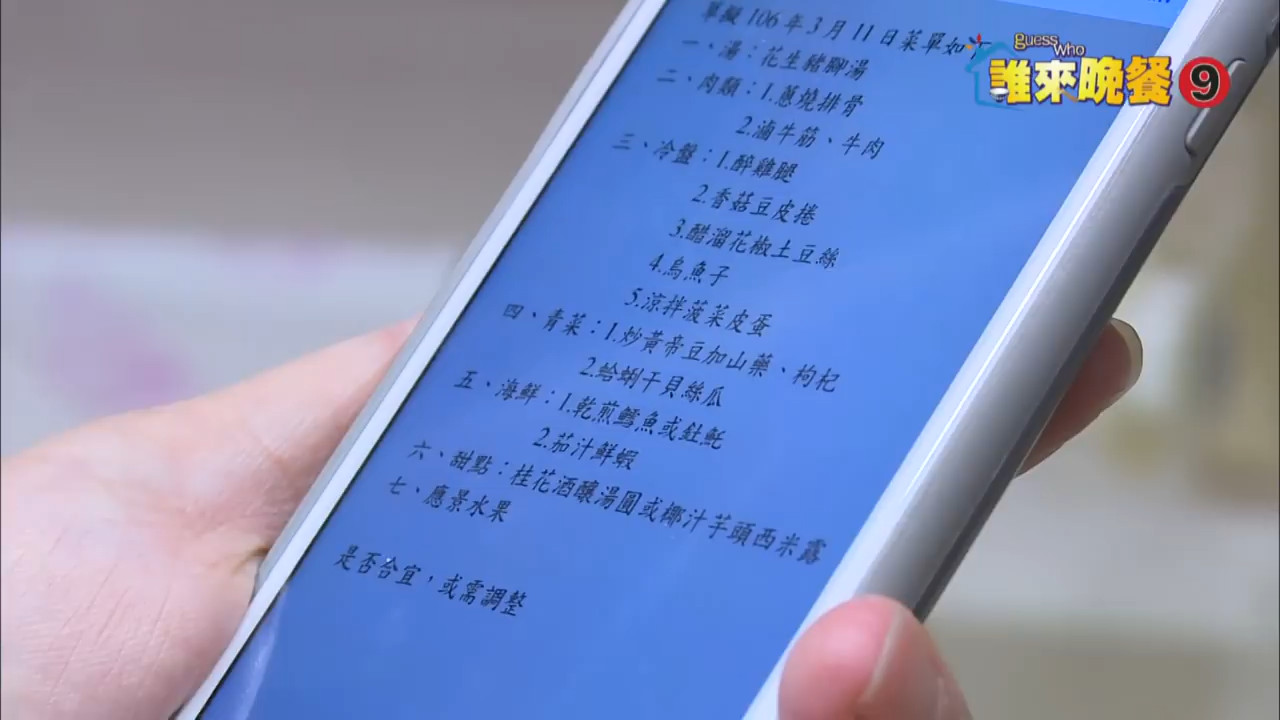 單擬106年3月11日菜單如下
一、湯：花生豬腳湯
二、肉類：1.蔥燒排骨
2.滷牛筋、牛肉
三、冷盤：1.醉雞腿
2.香菇豆皮捲
3.醋溜花椒土豆絲
4.烏魚子
5.涼拌菠菜皮蛋
四、青菜：1.炒黃帝豆加山藥、枸杞
2.蛤蜊干貝絲瓜
五、海鮮：1.乾煎鱈魚或魟魠
2.茄汁鮮蝦
六、甜點：桂花酒釀湯圓或椰汁芋頭西米露
七、應景水果
是否合宜，或需調整
guess who
誰來晚餐9